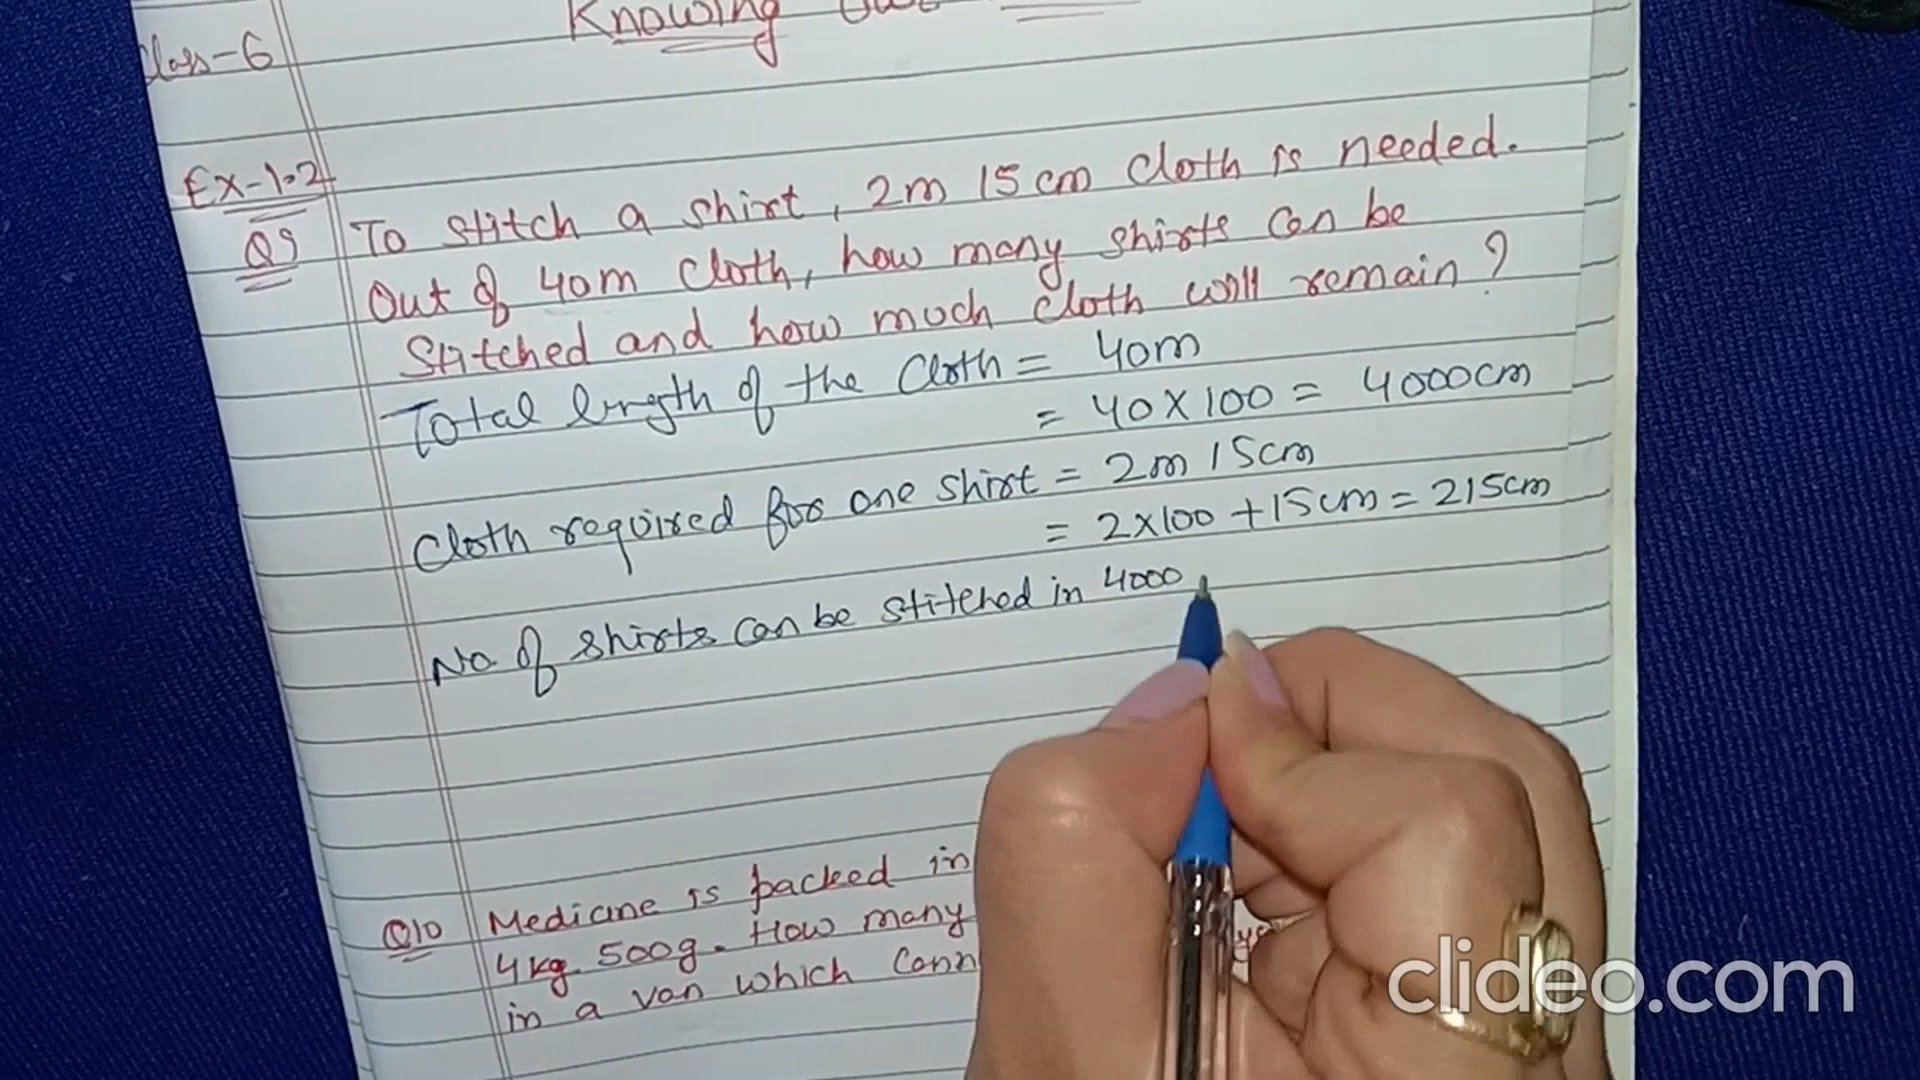 Knowing
Class-6
Ex-1.2
Q9 To stitch a shirt, 2m 15cm cloth is needed.
Out of 40m cloth, how many shirts can be
Stitched and how much cloth will remain?
Total length of the cloth = 40m
= 40×100 = 4000cm
Cloth required for one shirt = 2m 15cm
= 2×100 + 15cm = 215cm
No of shirts can be stitched in 4000
Q10 Medicine is packed in
4kg 500g. How many
in a van which cann
clideo.com